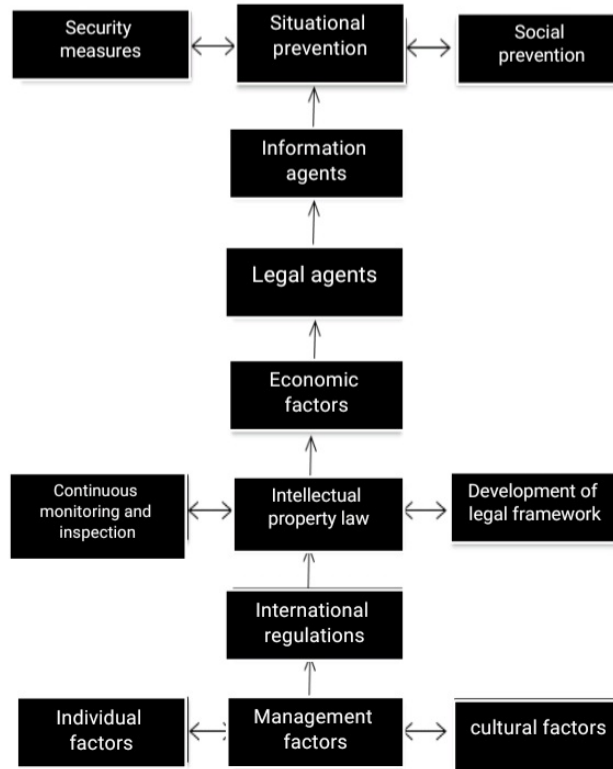 Security
measures
Situational
prevention
Social
prevention
Information
agents
Legal agents
Economic
factors
Continuous
monitoring and
inspection
Intellectual
property law
Development of
legal framework
International
regulations
Individual
factors
Management
factors
cultural factors